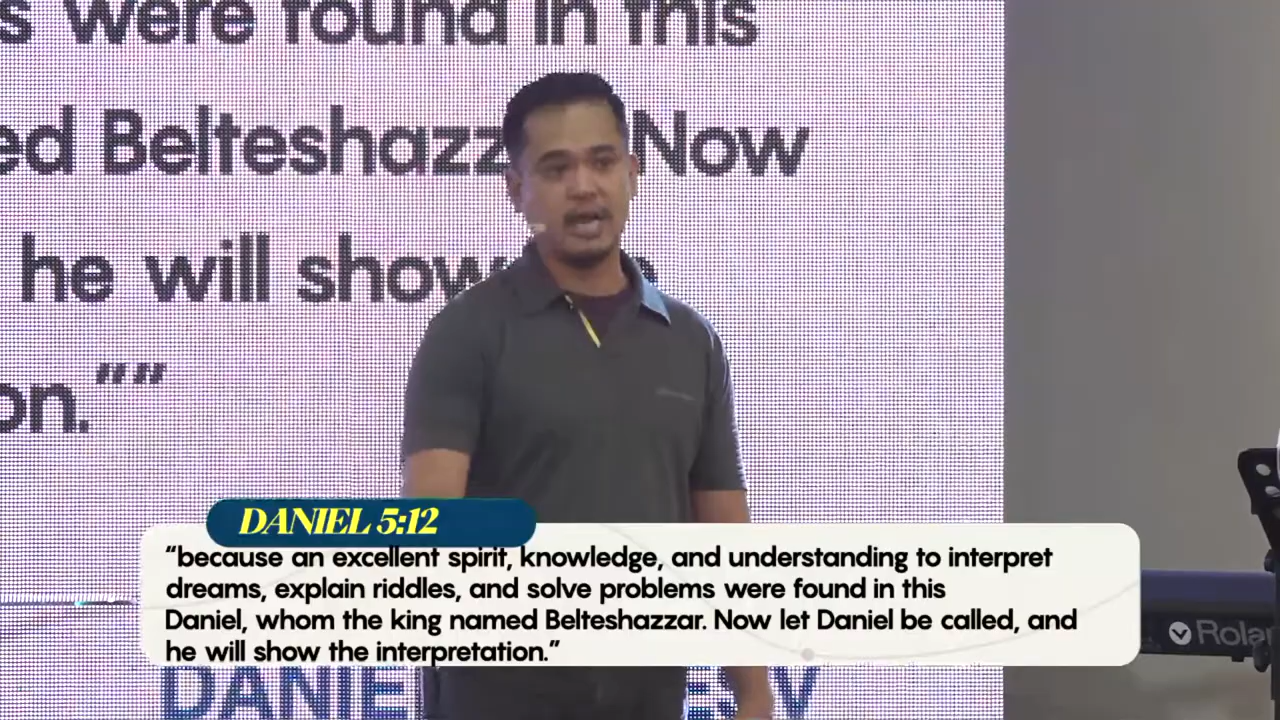 s were found in this
ed Belteshazz Now
he will show
on.””
DANIEL 5:12
“because an excellent spirit, knowledge, and understanding to interpret
dreams, explain riddles, and solve problems were found in this
Daniel, whom the king named Belteshazzar. Now let Daniel be called, and
he will show the interpretation.”
DANIEL ESV
Rola